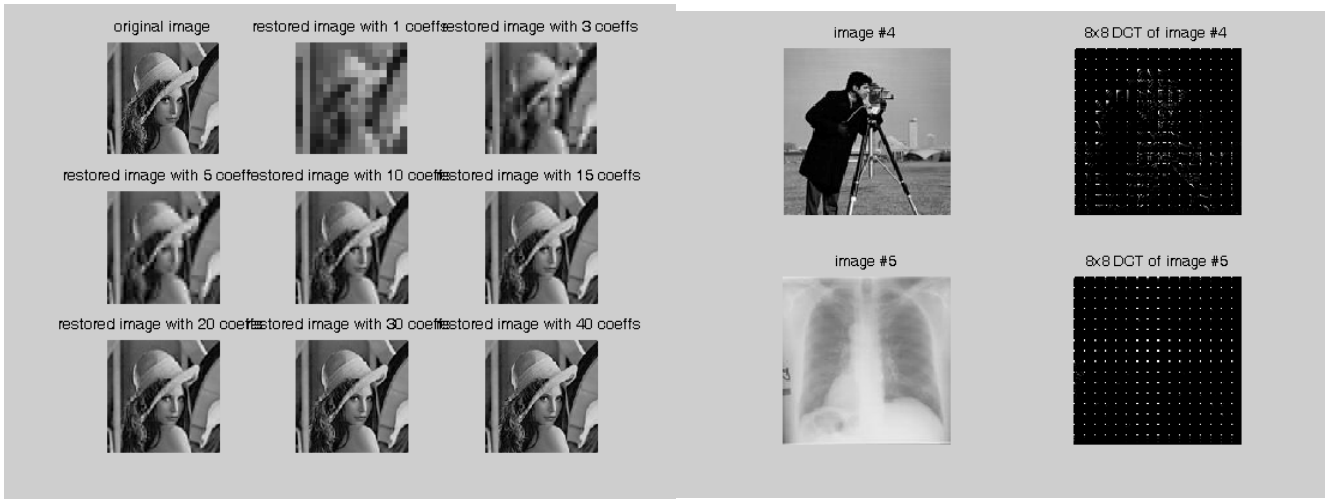 original image
restored image with 1 coeffs
restored image with 3 coeffs
restored image with 5 coeffs
restored image with 10 coeffs
restored image with 15 coeffs
restored image with 20 coeffs
restored image with 30 coeffs
restored image with 40 coeffs
image #4
8x8 DCT of image #4
image #5
8x8 DCT of image #5